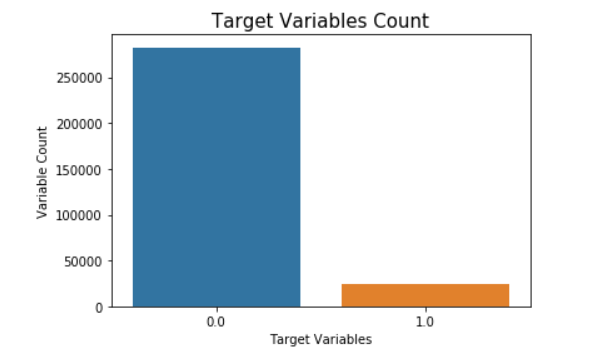 Target Variables Count
250000
200000
150000
100000
50000
0
Variable Count
0.0
1.0
Target Variables